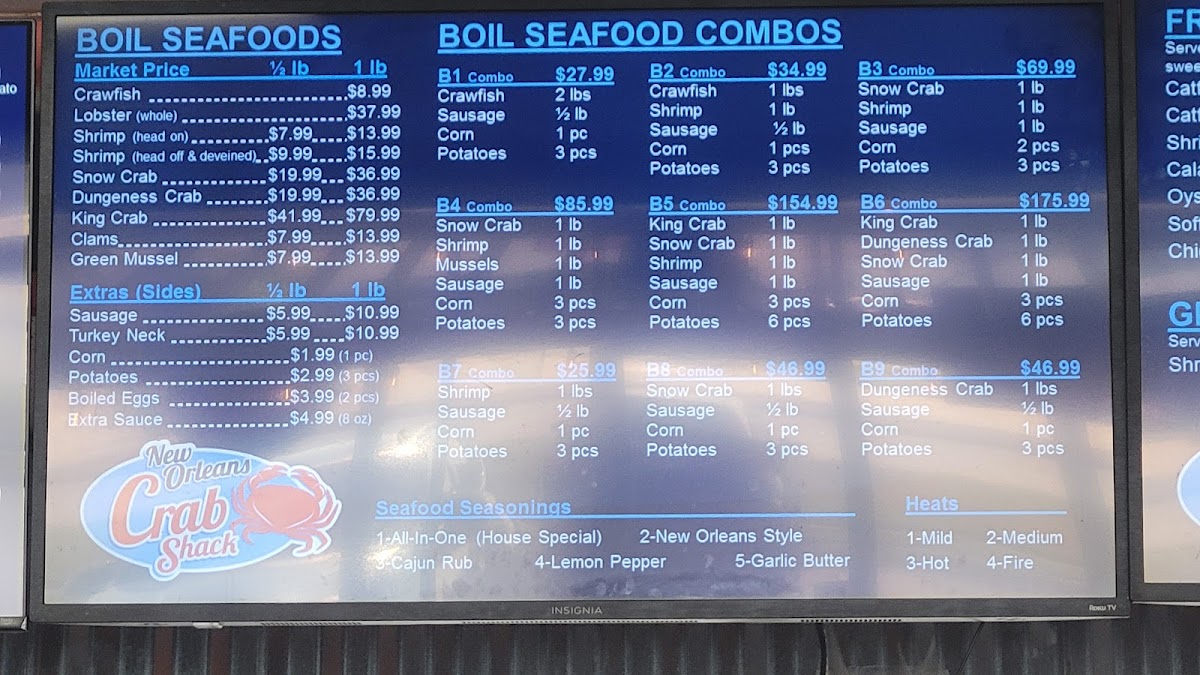 ato
BOIL SEAFOODS
Market Price ½ lb 1 lb
Crawfish $8.99
Lobster (whole) $37.99
Shrimp (head on) $7.99 $13.99
Shrimp (head off & deveined) $9.99 $15.99
Snow Crab $19.99 $36.99
Dungeness Crab $19.99 $36.99
King Crab $41.99 $79.99
Clams $7.99 $13.99
Green Mussel $7.99 $13.99
Extras (Sides) ½ lb 1 lb
Sausage $5.99 $10.99
Turkey Neck $5.99 $10.99
Corn $1.99 (1 pc)
Potatoes $2.99 (3 pcs)
Boiled Eggs $3.99 (2 pcs)
Extra Sauce $4.99 (8 oz)
New
Orleans
Crab
Shack
BOIL SEAFOOD COMBOS
B1 Combo $27.99
Crawfish 2 lbs
Sausage ½ lb
Corn 1 pc
Potatoes 3 pcs
B2 Combo $34.99
Crawfish 1 lbs
Shrimp 1 lb
Sausage ½ lb
Corn 1 pcs
Potatoes 3 pcs
B3 Combo $69.99
Snow Crab 1 lb
Shrimp 1 lb
Sausage 1 lb
Corn 2 pcs
Potatoes 3 pcs
B4 Combo $85.99
Snow Crab 1 lb
Shrimp 1 lb
Mussels 1 lb
Sausage 1 lb
Corn 3 pcs
Potatoes 3 pcs
B5 Combo $154.99
King Crab 1 lb
Snow Crab 1 lb
Shrimp 1 lb
Sausage 1 lb
Corn 3 pcs
Potatoes 6 pcs
B6 Combo $175.99
King Crab 1 lb
Dungeness Crab 1 lb
Snow Crab 1 lb
Sausage 1 lb
Corn 3 pcs
Potatoes 6 pcs
B7 Combo $25.99
Shrimp 1 lbs
Sausage ½ lb
Corn 1 pc
Potatoes 3 pcs
B8 Combo $46.99
Snow Crab 1 lbs
Sausage ½ lb
Corn 1 pc
Potatoes 3 pcs
B9 Combo $46.99
Dungeness Crab 1 lbs
Sausage ½ lb
Corn 1 pc
Potatoes 3 pcs
Seafood Seasonings
1-All-In-One (House Special) 2-New Orleans Style
3-Cajun Rub 4-Lemon Pepper 5-Garlic Butter
Heats
1-Mild 2-Medium
3-Hot 4-Fire
INSIGNIA
Roku TV
FR
Serve
swee
Catf
Catf
Shri
Cala
Oys
Sof
Chi
Serv
Shr